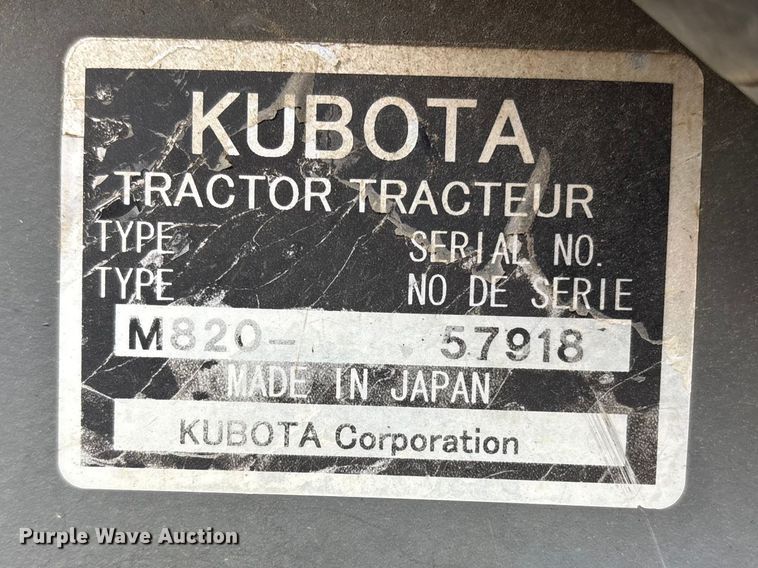 KUBOTA
TRACTOR TRACTEUR
TYPE SERIAL NO.
TYPE NO DE SERIE
M820- 57918
MADE IN JAPAN
KUBOTA Corporation
Purple Wave Auction